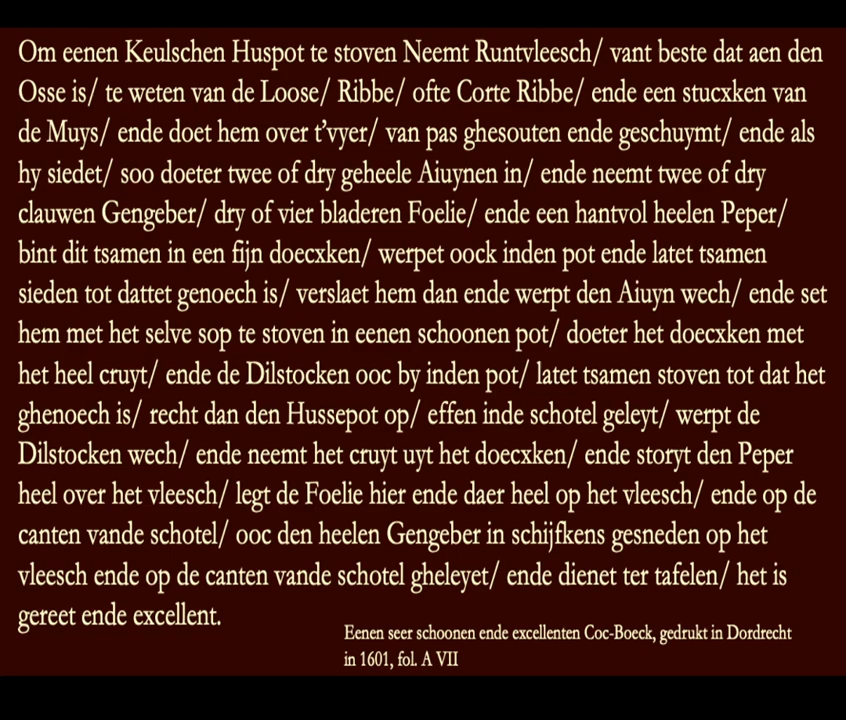 Om eenen Keulschen Huspot te stoven Neemt Runtvleesch/ vant beste dat aen den
Osse is/ te weten van de Loose/ Ribbe/ ofte Corte Ribbe/ ende een stucxken van
de Muys/ ende doet hem over t'vyer/ van pas ghesouten ende geschuymt/ ende als
hy siedet/ soo doeter twee of dry geheele Aiuynen in/ ende neemt twee of dry
clauwen Gengeber/ dry of vier bladeren Foelie/ ende een hantvol heelen Peper/
bint dit tsamen in een fijn doecxken/ werpet oock inden pot ende latet tsamen
sieden tot dattet genoech is/ verslaet hem dan ende werpt den Aiuyn wech/ ende set
hem met het selve sop te stoven in eenen schoonen pot/ doeter het doecxken met
het heel cruyt/ ende de Dilstocken ooc by inden pot/ latet tsamen stoven tot dat het
ghenoech is/ recht dan den Hussepot op/ effen inde schotel geleyt/ werpt de
Dilstocken wech/ ende neemt het cruyt uyt het doecxken/ ende storyt den Peper
heel over het vleesch/ legt de Foelie hier ende daer heel op het vleesch/ ende op de
canten vande schotel/ ooc den heelen Gengeber in schijfkens gesneden op het
vleesch ende op de canten vande schotel gheleyet/ ende dienet ter tafelen/ het is
gereet ende excellent.
Eenen seer schoonen ende excellenten Coc-Boeck, gedrukt in Dordrecht
in 1601, fol. A VII